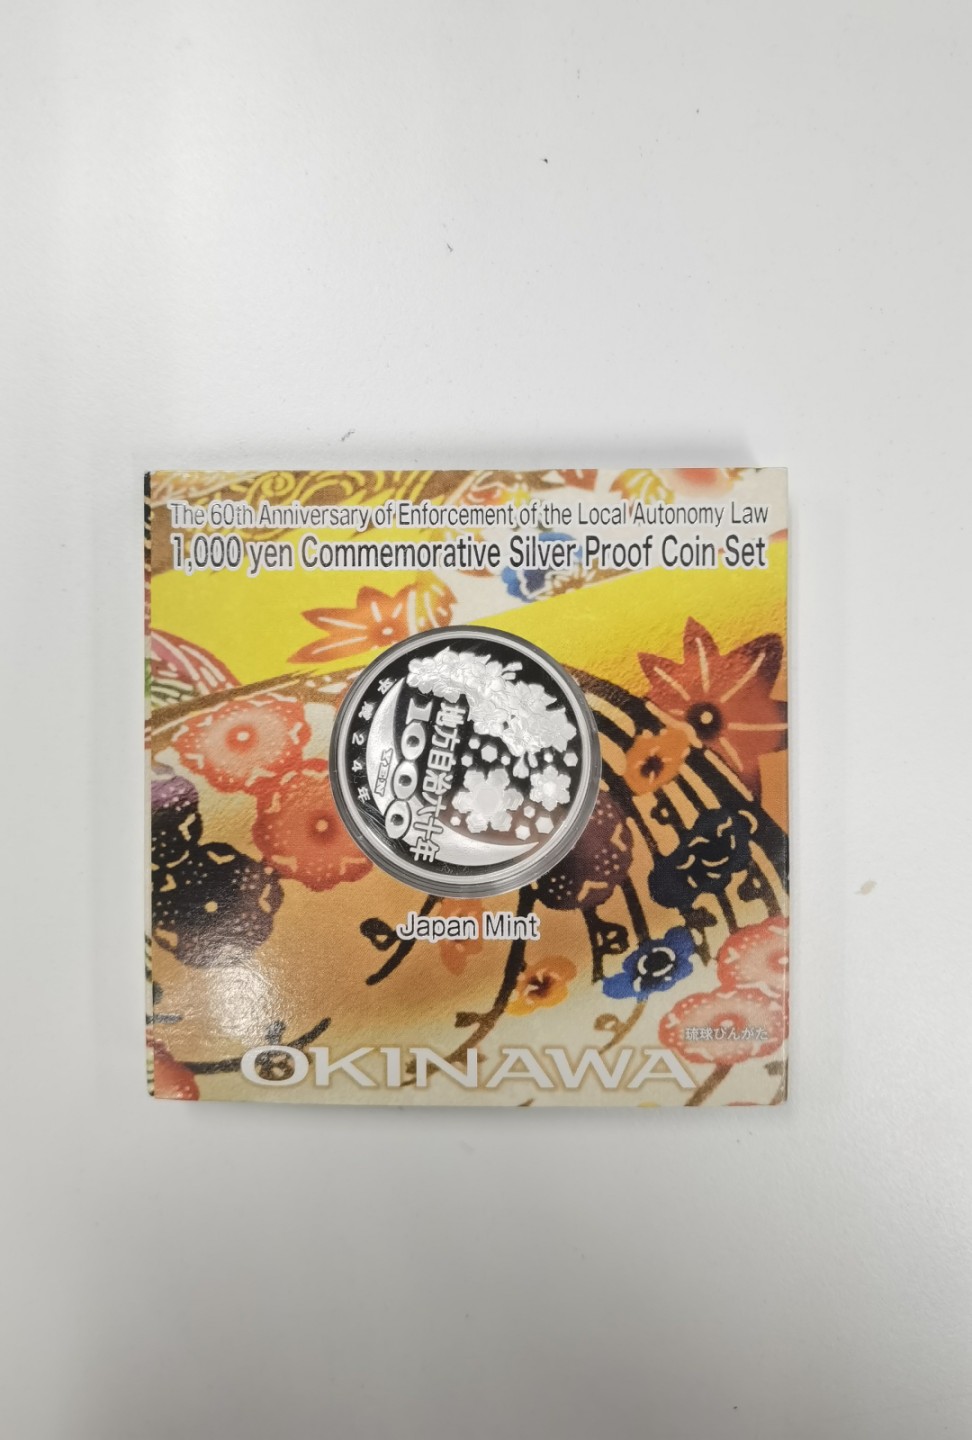 The 60th Anniversary of Enforcement of the Local Autonomy Law
1,000 yen Commemorative Silver Proof Coin Set
平成24年
地方自治六十年
1000
YEN
Japan Mint
琉球びんがた
OKINAWA